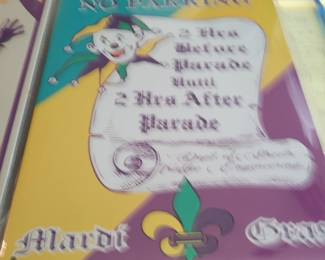 NO PARKING
2 Hrs
Before
Parade
Until
2 Hrs After
Parade
Mardi Gras